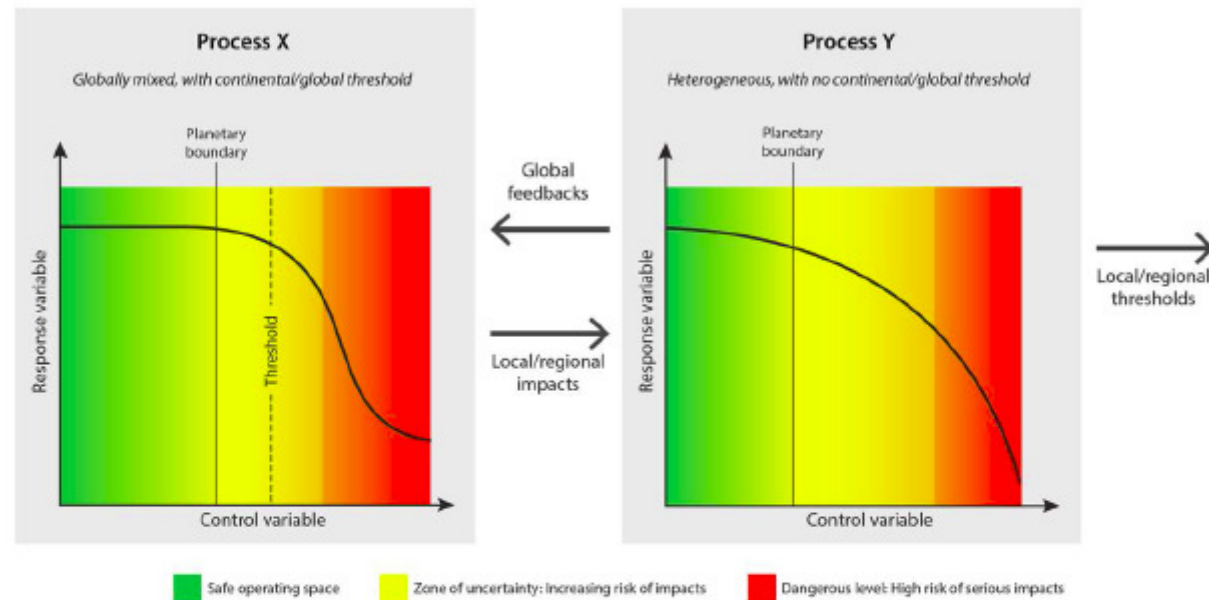 Process X
Globally mixed, with continental/global threshold
Planetary
boundary
Response variable
Threshold
Control variable
Global
feedbacks
Local/regional
impacts
Process Y
Heterogeneous, with no continental/global threshold
Planetary
boundary
Response variable
Control variable
Local/regional
thresholds
Safe operating space
Zone of uncertainty: Increasing risk of impacts
Dangerous level: High risk of serious impacts